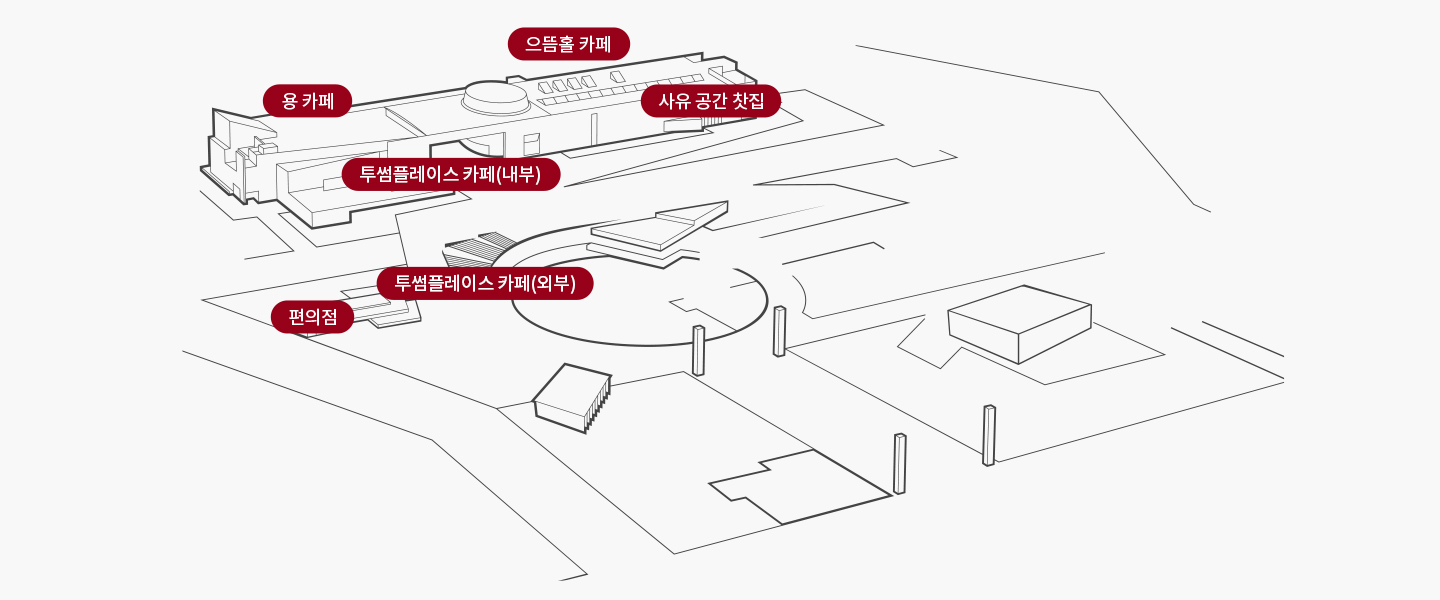 으뜸홀 카페
용 카페
사유 공간 찻집
투썸플레이스 카페(내부)
투썸플레이스 카페(외부)
편의점